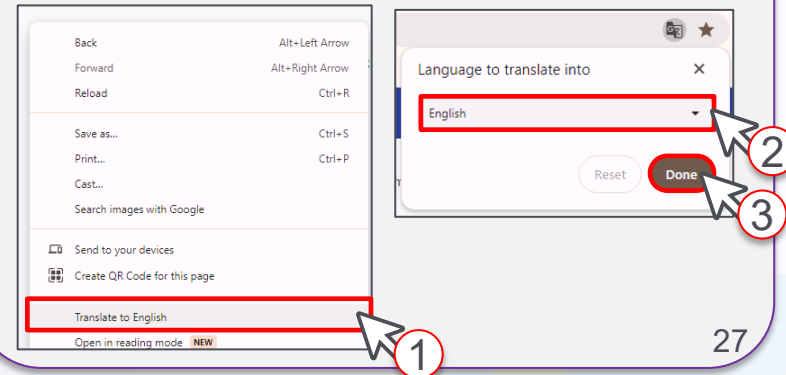 Back Alt+Left Arrow
Forward Alt+Right Arrow
Reload Ctrl+R
Save as... Ctrl+S
Print... Ctrl+P
Cast...
Search images with Google
Send to your devices
Create QR Code for this page
Translate to English
Open in reading mode NEW
1
Language to translate into
English
2
Reset Done
3
27